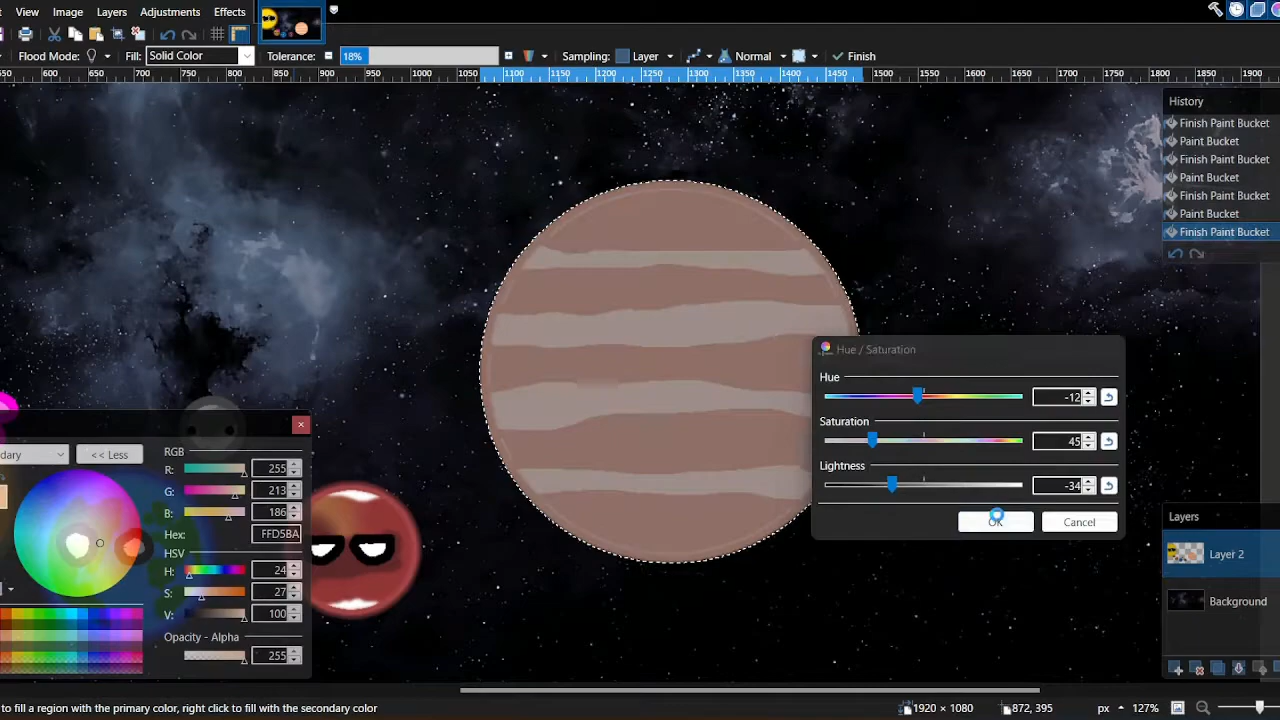 View Image Layers Adjustments Effects
Flood Mode: Fill: Solid Color Tolerance: 18% Sampling: Layer Normal Finish
650 700 750 800 850 900 950 1000 1050 1100 1150 1200 1250 1300 1350 1400 1450 1500 1550 1600 1650 1700 1750 1800 1850 1900
History
Finish Paint Bucket
Paint Bucket
Finish Paint Bucket
Paint Bucket
Finish Paint Bucket
Paint Bucket
Finish Paint Bucket
Hue / Saturation
Hue
-12
Saturation
45
Lightness
-34
OK Cancel
dary << Less
RGB
R: 255
G: 213
B: 186
Hex: FFD5BA
HSV
H: 24
S: 27
V: 100
Opacity - Alpha
255
Layers
Layer 2
Background
to fill a region with the primary color, right click to fill with the secondary color
1920 × 1080 872, 395 px 127%